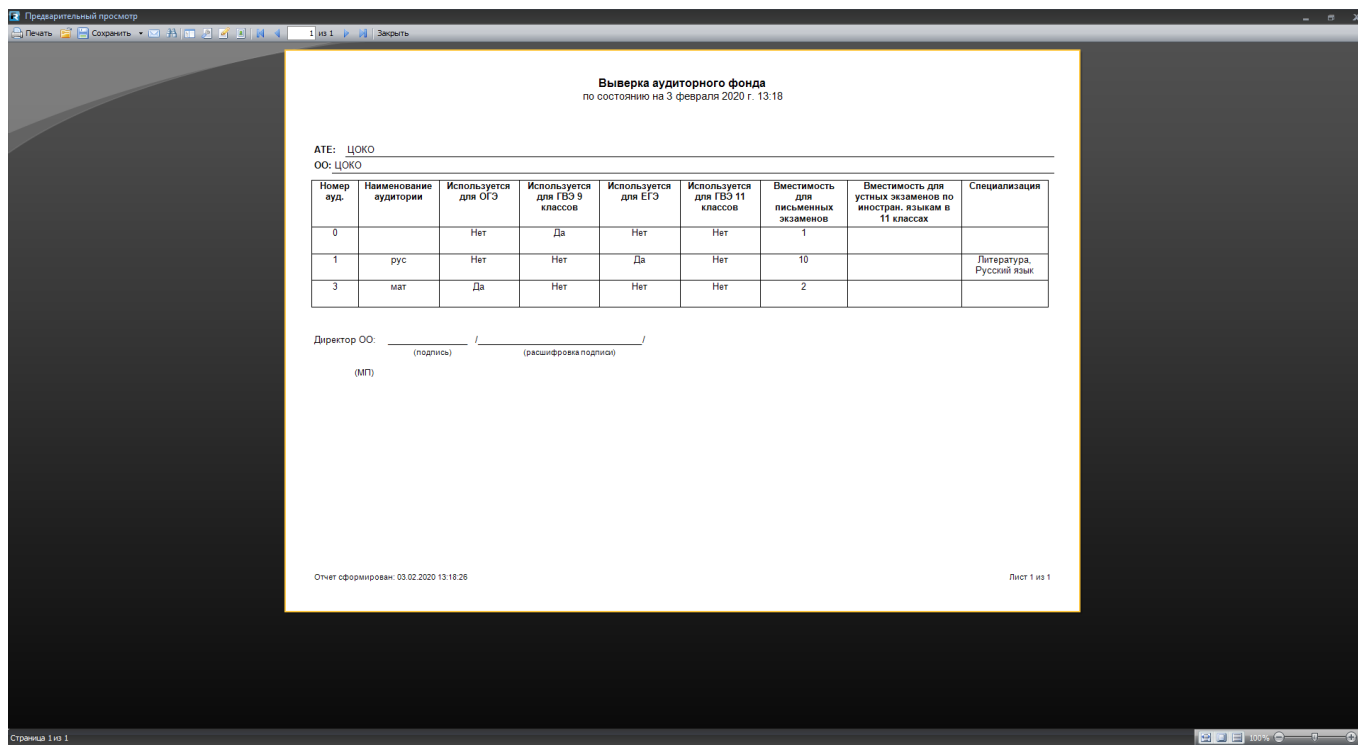 Предварительный просмотр
Печать Сохранить 1 из 1 Закрыть
Выверка аудиторного фонда
по состоянию на 3 февраля 2020 г. 13:18
АТЕ: ЦОКО
ОО: ЦОКО
Номер ауд. Наименование аудитории Используется для ОГЭ Используется для ГВЭ 9 классов Используется для ЕГЭ Используется для ГВЭ 11 классов Вместимость для письменных экзаменов Вместимость для устных экзаменов по иностран. языкам в 11 классах Специализация
0 Нет Да Нет Нет 1
1 рус Нет Нет Да Нет 10 Литература, Русский язык
3 мат Да Нет Нет Нет 2
Директор ОО: / /
(подпись) (расшифровка подписи)
(МП)
Отчет сформирован: 03.02.2020 13:18:26 Лист 1 из 1
Страница 1 из 1 100%